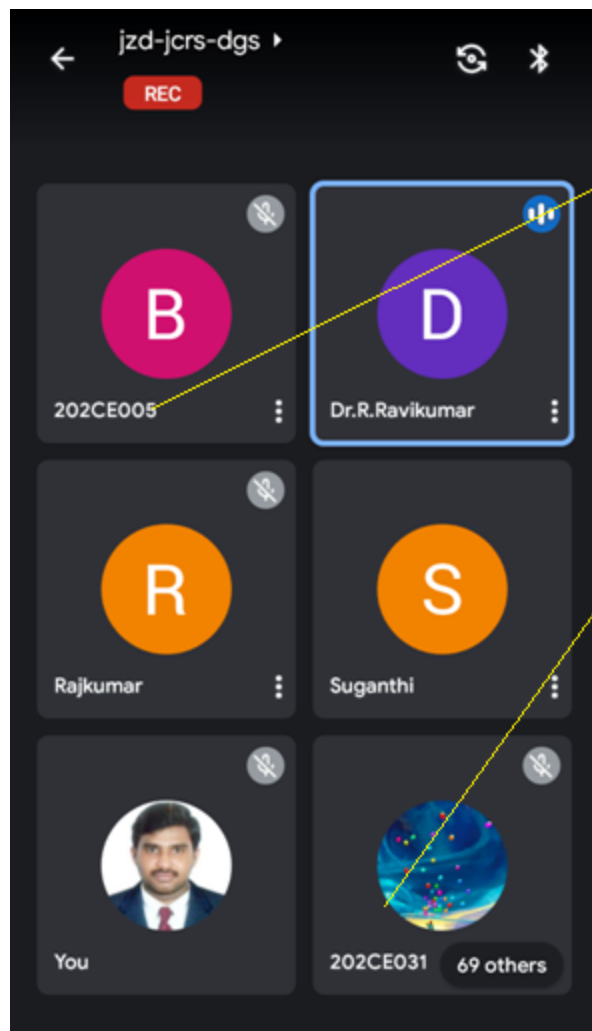 jzd-jcrs-dgs
REC
B
D
202CE005
Dr.R.Ravikumar
R
S
Rajkumar
Suganthi
You
202CE031
69 others